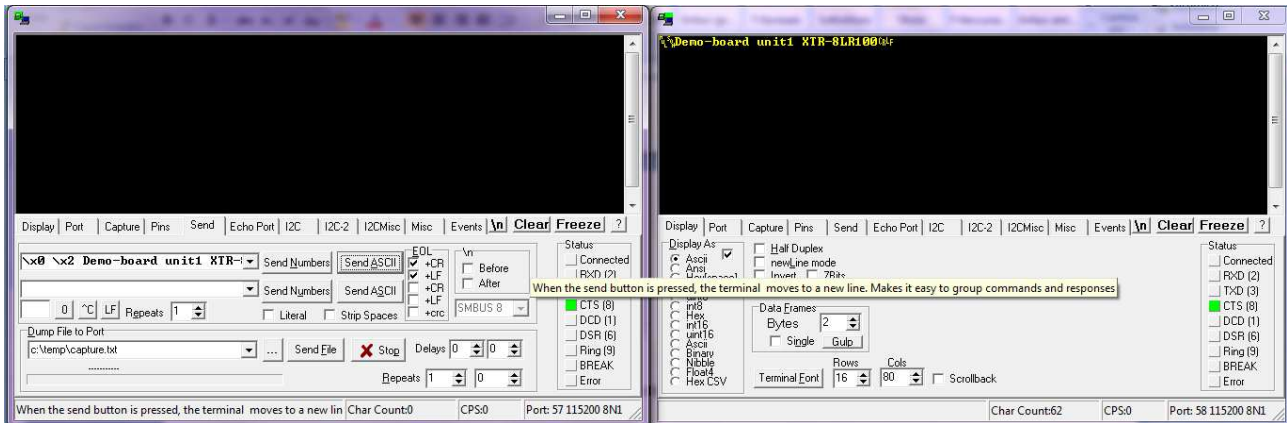 Display Port Capture Pins Send Echo Port I2C I2C-2 I2CMisc Misc Events \n Clear Freeze ?
\x0 \x2 Demo-board unit1 XTR-
Send Numbers
Send ASCII
EOL
+CR
+LF
\n
Before
After
Send Numbers
Send ASCII
+CR
+LF
+crc
SMBUS 8
0 ^C LF Repeats 1
Literal
Strip Spaces
Dump File to Port
c:\temp\capture.txt
...
Send File
Stop
Delays 0 0
Repeats 1 0
Status
Connected
RXD (2)
CTS (8)
DCD (1)
DSR (6)
Ring (9)
BREAK
Error
When the send button is pressed, the terminal moves to a new line. Makes it easy to group commands and responses
When the send button is pressed, the terminal moves to a new lin Char Count:0 CPS:0 Port: 57 115200 8N1
Demo-board unit1 XTR-8LR100
Display Port Capture Pins Send Echo Port I2C I2C-2 I2CMisc Misc Events \n Clear Freeze ?
Display As
Ascii
Ansi
int8
Hex
int16
uint16
Ascii
Binary
Nibble
Float4
Hex CSV
Half Duplex
newLine mode
Invert 7Bits
Data Frames
Bytes 2
Single Gulp
Rows Cols
Terminal Font 16 80 Scrollback
Status
Connected
RXD (2)
TXD (3)
CTS (8)
DCD (1)
DSR (6)
Ring (9)
BREAK
Error
Char Count:62 CPS:0 Port: 58 115200 8N1